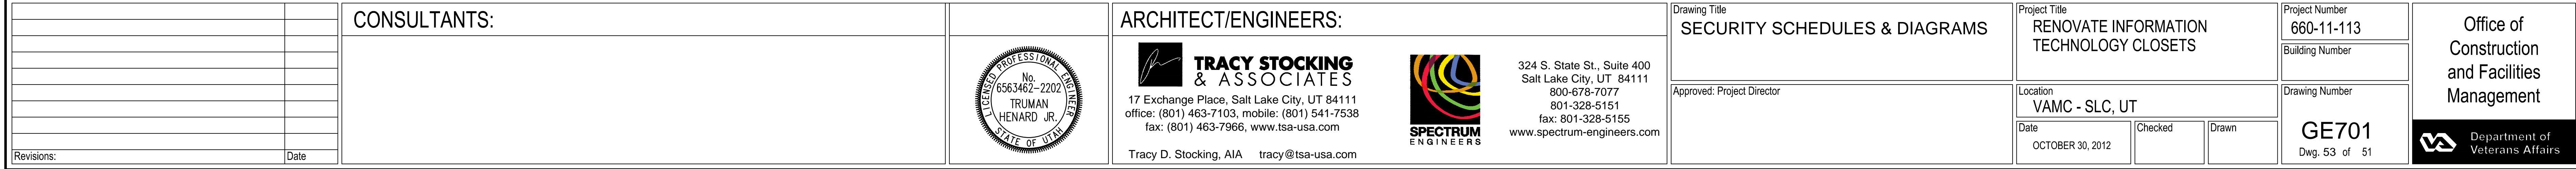 Revisions:
Date
CONSULTANTS:
LICENSED PROFESSIONAL ENGINEER
No.
6563462-2202
TRUMAN
HENARD JR.
STATE OF UTAH
ARCHITECT/ENGINEERS:
TRACY STOCKING
& ASSOCIATES
17 Exchange Place, Salt Lake City, UT 84111
office: (801) 463-7103, mobile: (801) 541-7538
fax: (801) 463-7966, www.tsa-usa.com
Tracy D. Stocking, AIA tracy@tsa-usa.com
SPECTRUM
ENGINEERS
324 S. State St., Suite 400
Salt Lake City, UT 84111
800-678-7077
801-328-5151
fax: 801-328-5155
www.spectrum-engineers.com
Drawing Title
SECURITY SCHEDULES & DIAGRAMS
Approved: Project Director
Project Title
RENOVATE INFORMATION
TECHNOLOGY CLOSETS
Location
VAMC - SLC, UT
Date
OCTOBER 30, 2012
Checked
Drawn
Project Number
660-11-113
Building Number
Drawing Number
GE701
Dwg. 53 of 51
Office of
Construction
and Facilities
Management
VA
Department of
Veterans Affairs